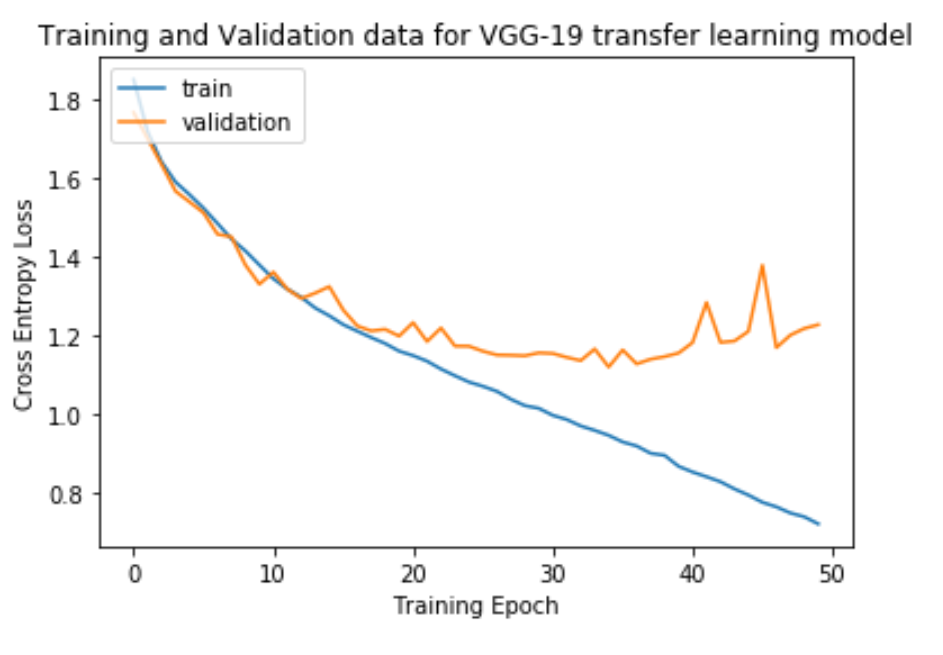 Training and Validation data for VGG-19 transfer learning model
train
validation
Cross Entropy Loss
1.8
1.6
1.4
1.2
1.0
0.8
0 10 20 30 40 50
Training Epoch